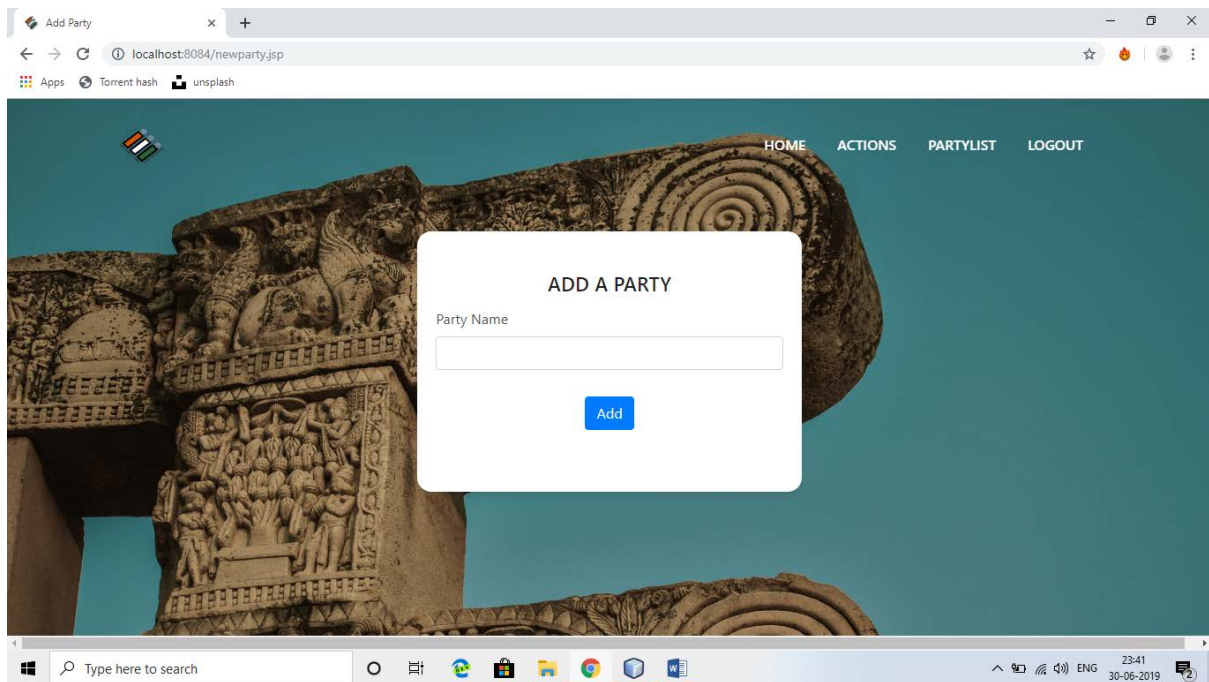 Add Party
localhost:8084/newparty.jsp
Apps Torrent hash unsplash
HOME ACTIONS PARTYLIST LOGOUT
ADD A PARTY
Party Name
Add
Type here to search
ENG
23:41
30-06-2019
2